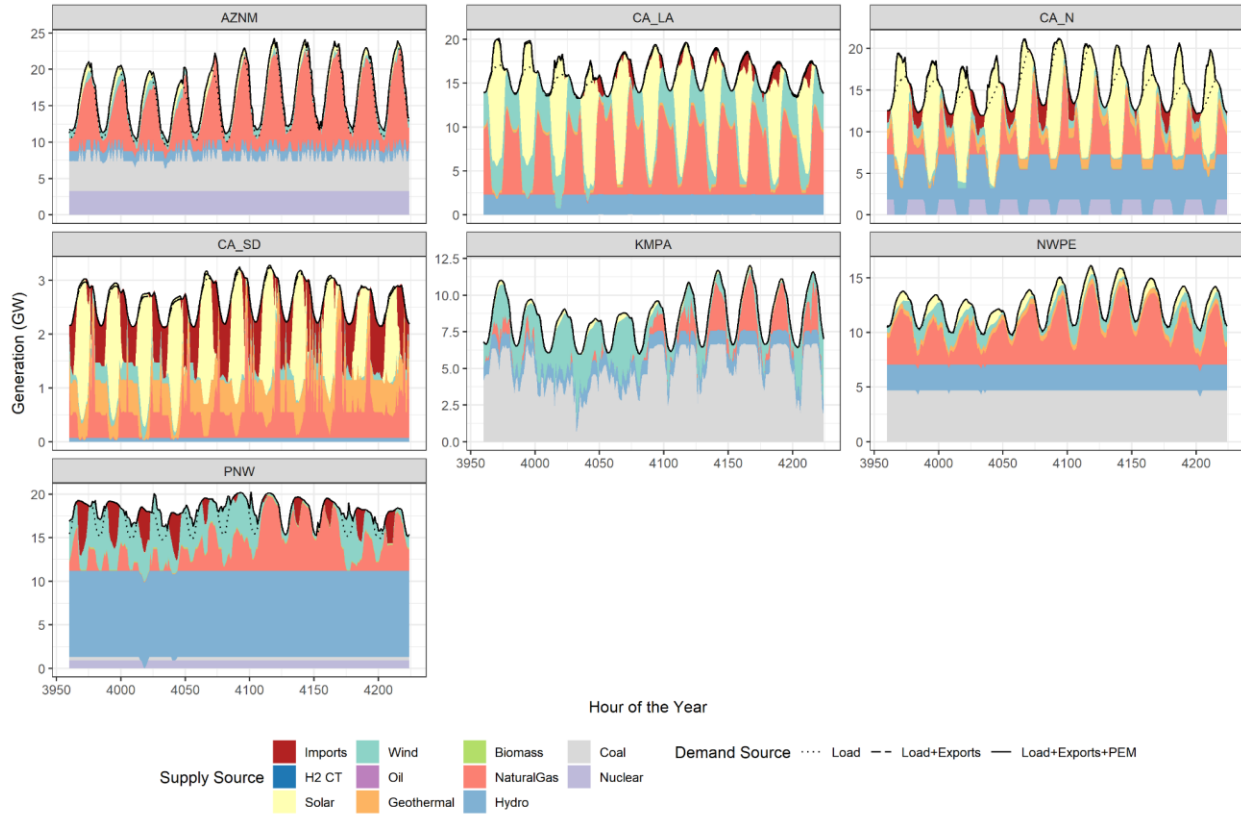 AZNM
CA_LA
CA_N
25
20
15
10
5
0
20
15
10
5
0
20
15
10
5
0
CA_SD
KMPA
NWPE
Generation (GW)
3
2
1
0
12.5
10.0
7.5
5.0
2.5
0.0
15
10
5
0
3950 4000 4050 4100 4150 4200
3950 4000 4050 4100 4150 4200
PNW
20
15
10
5
0
3950 4000 4050 4100 4150 4200
Hour of the Year
Supply Source
Imports Wind Biomass Coal
H2 CT Oil NaturalGas Nuclear
Solar Geothermal Hydro
Demand Source Load Load+Exports Load+Exports+PEM